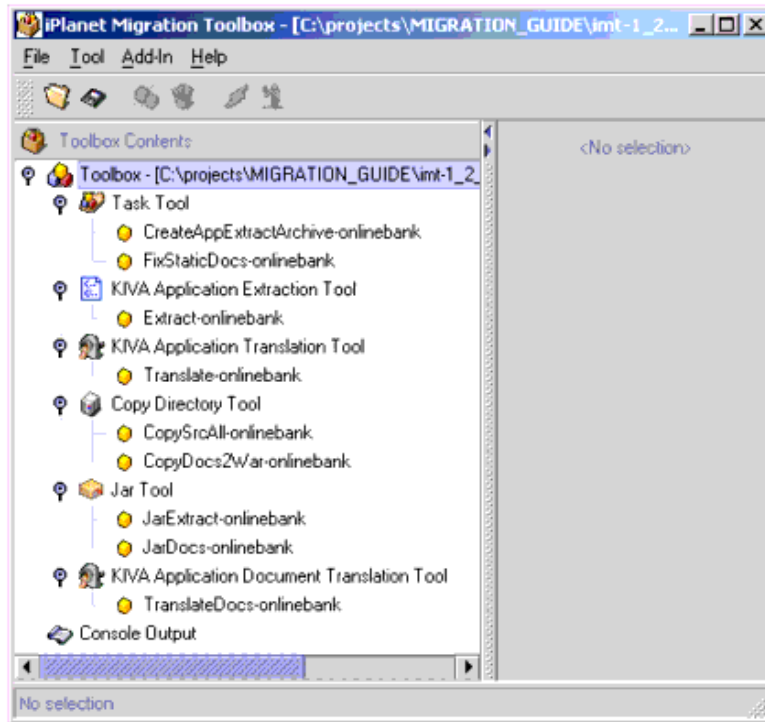 iPlanet Migration Toolbox - [C:\projects\MIGRATION_GUIDE\imt-1_2...
File Tool Add-In Help
Toolbox Contents
<No selection>
Toolbox - [C:\projects\MIGRATION_GUIDE\imt-1_2_
Task Tool
CreateAppExtractArchive-onlinebank
FixStaticDocs-onlinebank
KIVA Application Extraction Tool
Extract-onlinebank
KIVA Application Translation Tool
Translate-onlinebank
Copy Directory Tool
CopySrcAll-onlinebank
CopyDocs2War-onlinebank
Jar Tool
JarExtract-onlinebank
JarDocs-onlinebank
KIVA Application Document Translation Tool
TranslateDocs-onlinebank
Console Output
No selection